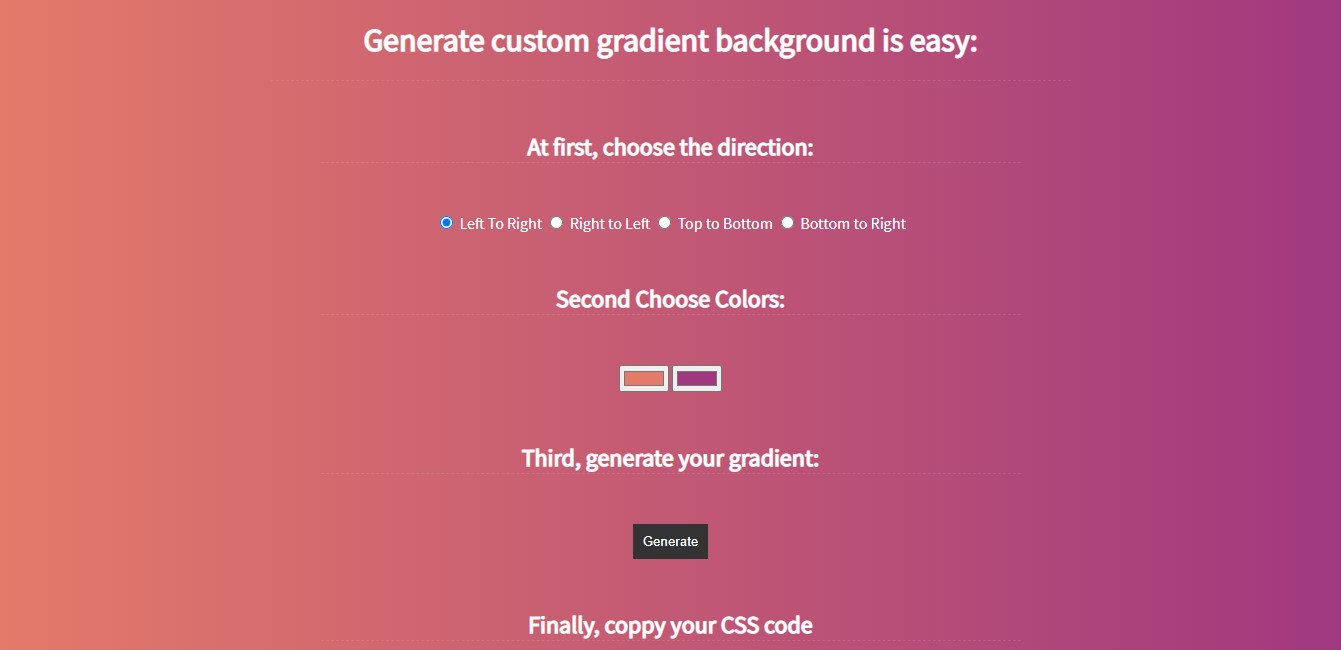 Generate custom gradient background is easy:
At first, choose the direction:
Left To Right Right to Left Top to Bottom Bottom to Right
Second Choose Colors:
Third, generate your gradient:
Generate
Finally, coppy your CSS code